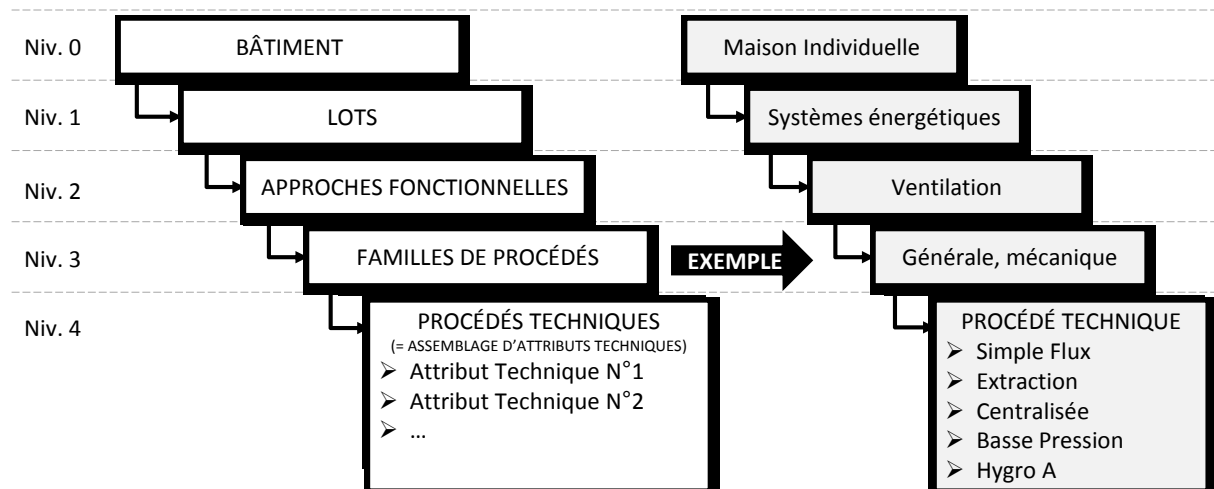 Niv. 0
BÂTIMENT
Maison Individuelle
Niv. 1
LOTS
Systèmes énergétiques
Niv. 2
APPROCHES FONCTIONNELLES
Ventilation
Niv. 3
FAMILLES DE PROCÉDÉS
EXEMPLE
Générale, mécanique
Niv. 4
PROCÉDÉS TECHNIQUES
(= ASSEMBLAGE D’ATTRIBUTS TECHNIQUES)
➢ Attribut Technique N°1
➢ Attribut Technique N°2
➢ …
PROCÉDÉ TECHNIQUE
➢ Simple Flux
➢ Extraction
➢ Centralisée
➢ Basse Pression
➢ Hygro A